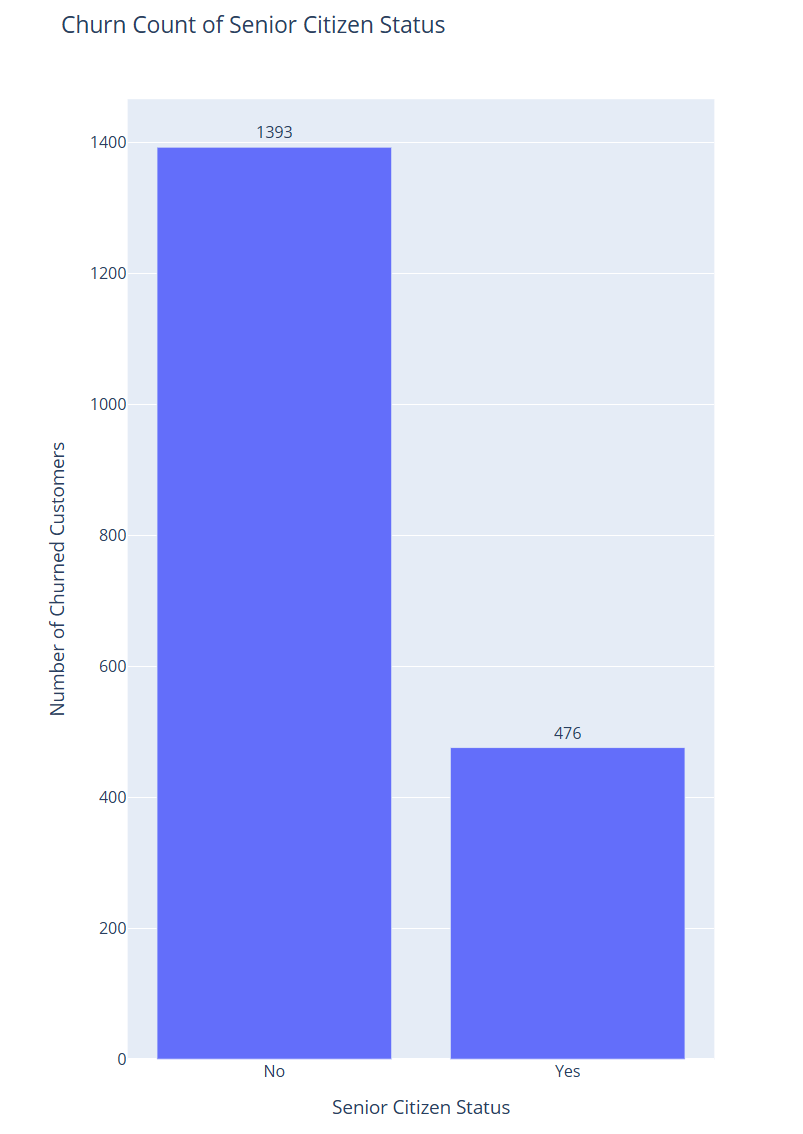 Churn Count of Senior Citizen Status
1393
1400
1200
1000
800
600
476
400
200
0
Number of Churned Customers
No
Yes
Senior Citizen Status